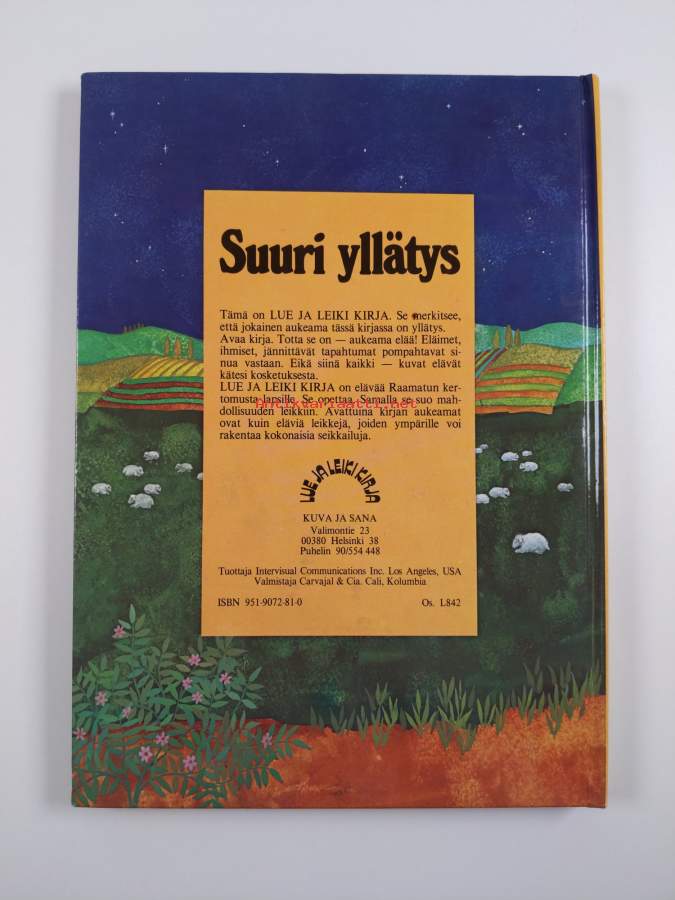 Suuri yllätys
Tämä on LUE JA LEIKI KIRJA. Se merkitsee,
että jokainen aukeama tässä kirjassa on yllätys.
Avaa kirja. Totta se on — aukeama elää! Eläimet,
ihmiset, jännittävät tapahtumat pompahtavat si-
nua vastaan. Eikä siinä kaikki — kuvat elävät
kätesi kosketuksesta.
LUE JA LEIKI KIRJA on elävää Raamatun ker-
tomusta lapsille. Se opettaa. Samalla se suo mah-
antikvariaatti.net
dollisuuden leikkiin. Avattuina kirjan aukeamat
ovat kuin eläviä leikkejä, joiden ympärille voi
rakentaa kokonaisia seikkailuja.
LUE JA LEIKI KIRJA
KUVA JA SANA
Valimontie 23
00380 Helsinki 38
Puhelin 90/554 448
Tuottaja Intervisual Communications Inc. Los Angeles, USA
Valmistaja Carvajal & Cia. Cali, Kolumbia
ISBN 951-9072-81-0 Os. L842